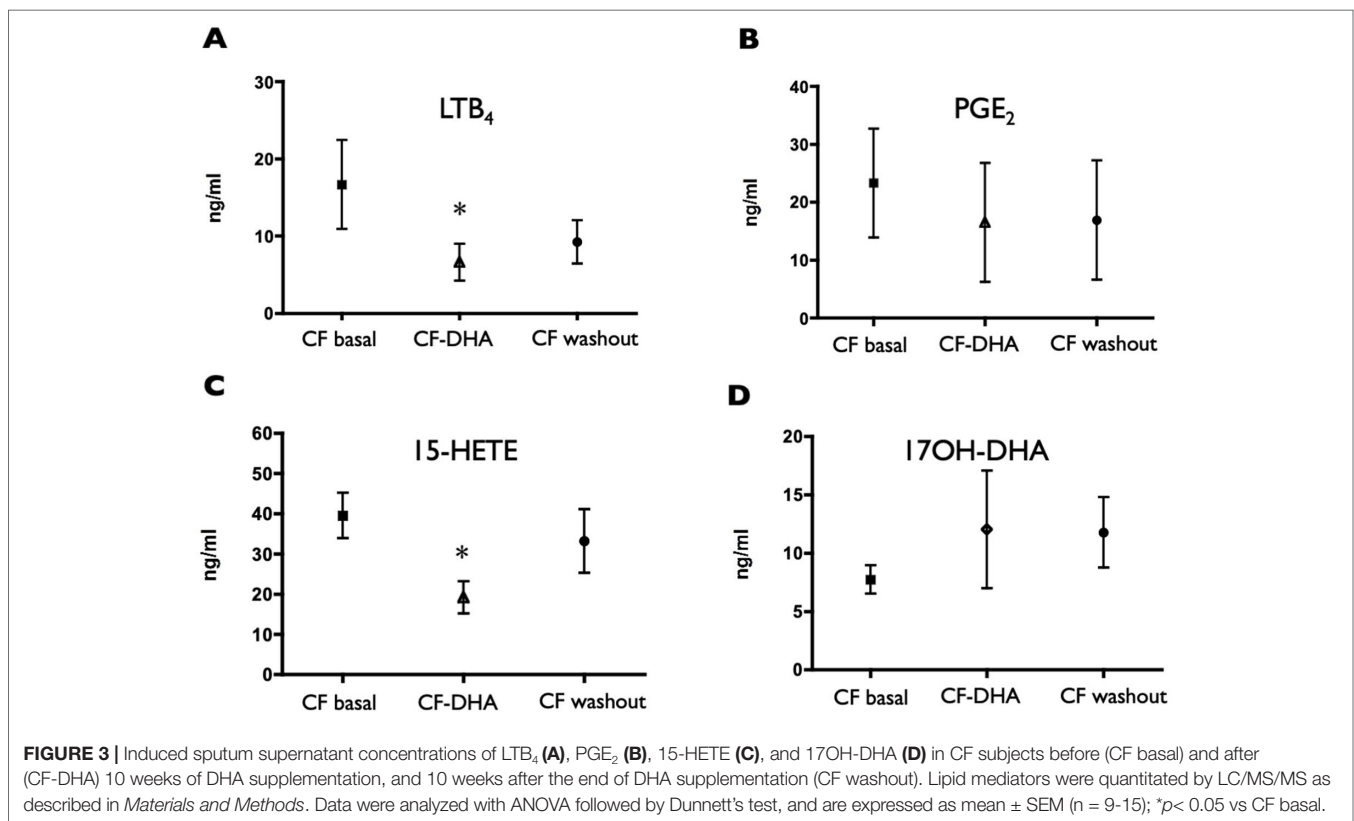 A
LTB₄
30
20
10
0
ng/ml
*
CF basal CF-DHA CF washout
B
PGE₂
40
30
20
10
0
ng/ml
CF basal CF-DHA CF washout
C
15-HETE
60
50
40
30
20
10
0
ng/ml
*
CF basal CF-DHA CF washout
D
17OH-DHA
20
15
10
5
0
ng/ml
CF basal CF-DHA CF washout
FIGURE 3 | Induced sputum supernatant concentrations of LTB₄ (A), PGE₂ (B), 15-HETE (C), and 17OH-DHA (D) in CF subjects before (CF basal) and after
(CF-DHA) 10 weeks of DHA supplementation, and 10 weeks after the end of DHA supplementation (CF washout). Lipid mediators were quantitated by LC/MS/MS as
described in Materials and Methods. Data were analyzed with ANOVA followed by Dunnett's test, and are expressed as mean ± SEM (n = 9-15); *p< 0.05 vs CF basal.